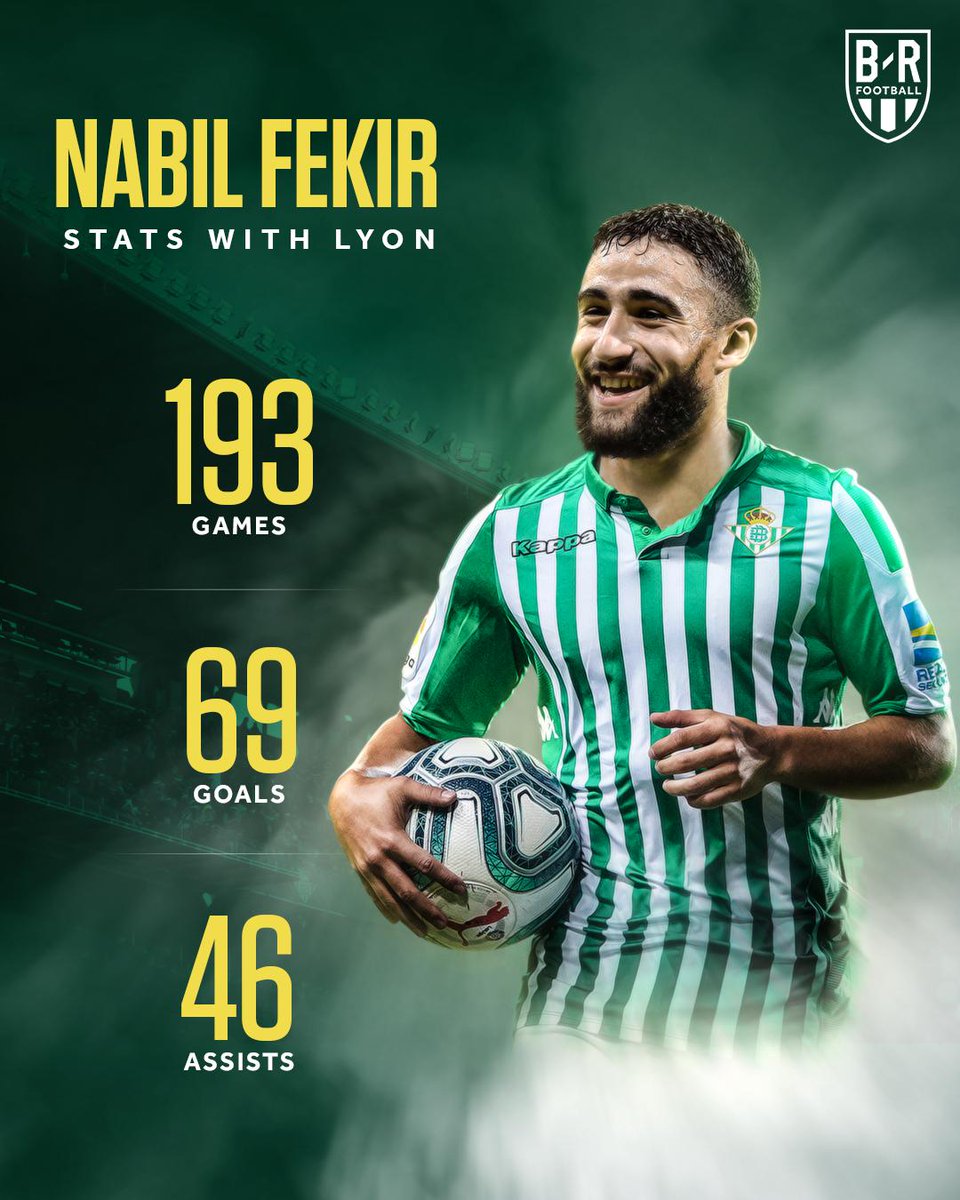 B/R
FOOTBALL
NABIL FEKIR
STATS WITH LYON
193
GAMES
69
GOALS
46
ASSISTS
Kappa